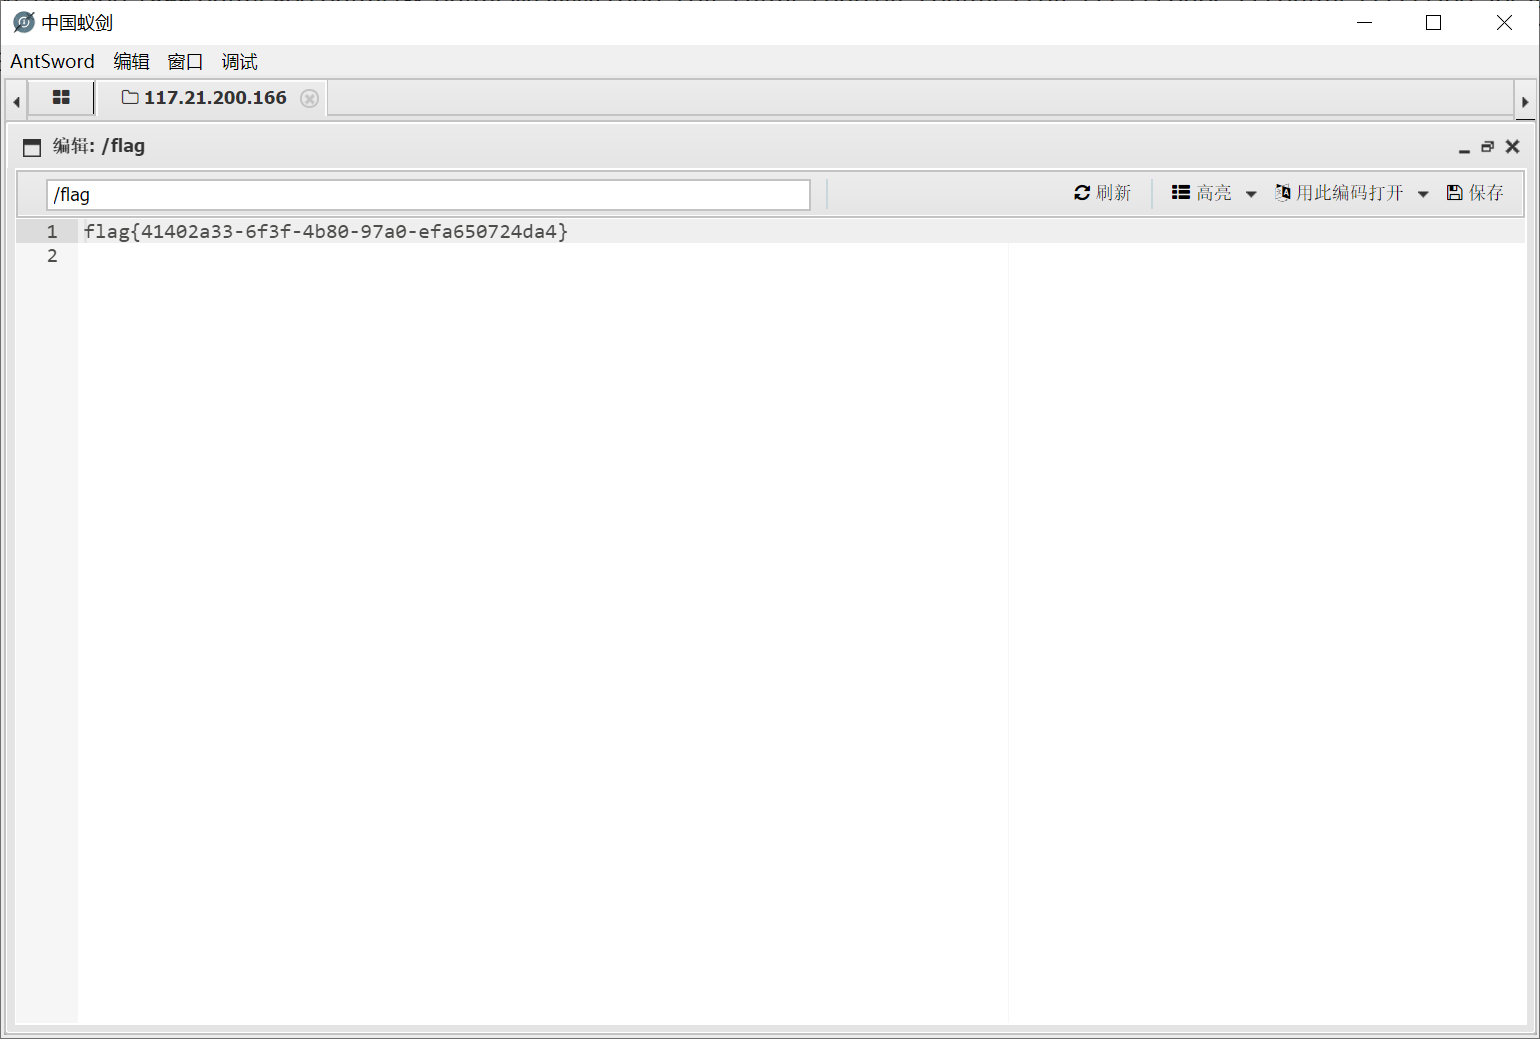 中国蚁剑
AntSword 编辑 窗口 调试
117.21.200.166
编辑: /flag
/flag 刷新 高亮 用此编码打开 保存
1 flag{41402a33-6f3f-4b80-97a0-efa650724da4}
2